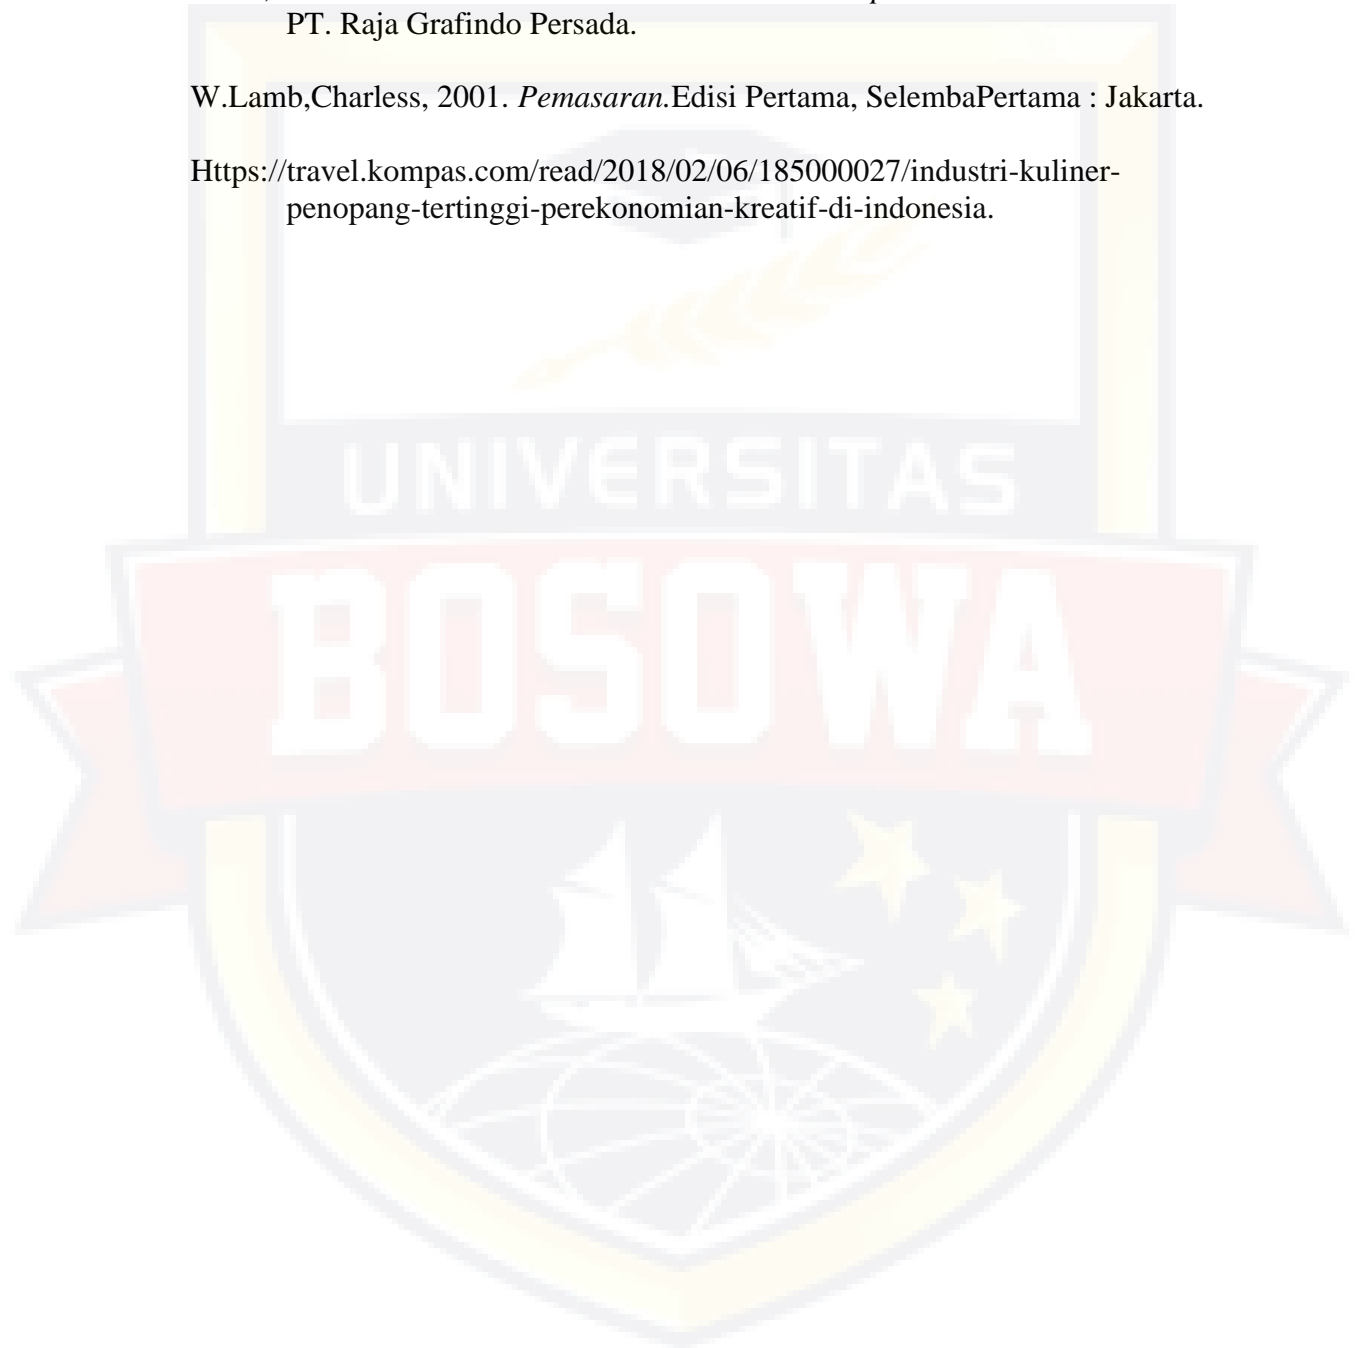 PT. Raja Grafindo Persada.
W.Lamb,Charless, 2001. Pemasaran.Edisi Pertama, SelembaPertama : Jakarta.
Https://travel.kompas.com/read/2018/02/06/185000027/industri-kuliner-
penopang-tertinggi-perekonomian-kreatif-di-indonesia.
UNIVERSITAS
BOSOWA